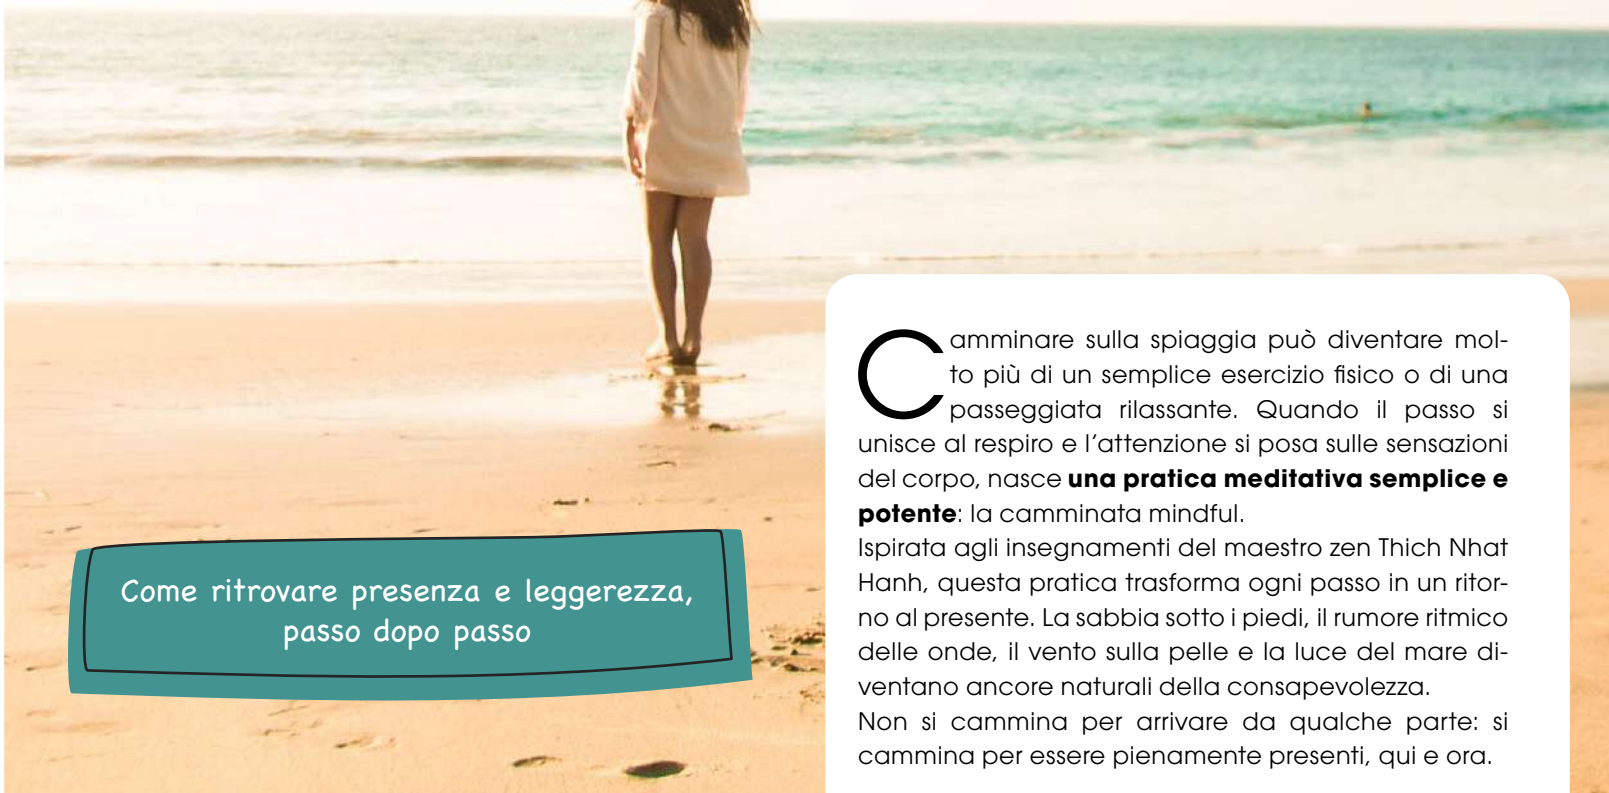 Come ritrovare presenza e leggerezza,
passo dopo passo
Camminare sulla spiaggia può diventare mol-
to più di un semplice esercizio fisico o di una
passeggiata rilassante. Quando il passo si
unisce al respiro e l'attenzione si posa sulle sensazioni
del corpo, nasce una pratica meditativa semplice e
potente: la camminata mindful.
Ispirata agli insegnamenti del maestro zen Thich Nhat
Hanh, questa pratica trasforma ogni passo in un ritor-
no al presente. La sabbia sotto i piedi, il rumore ritmico
delle onde, il vento sulla pelle e la luce del mare di-
ventano ancore naturali della consapevolezza.
Non si cammina per arrivare da qualche parte: si
cammina per essere pienamente presenti, qui e ora.